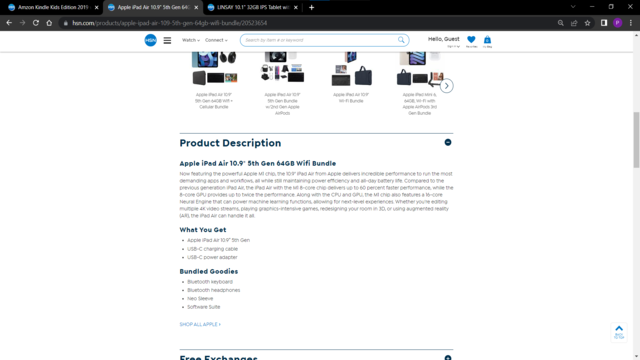 Amzon Kindle Kids Edition 2019
Apple iPad Air 10.9" 5th Gen 64G
LINSAY 10.1" 32GB IPS Tablet w
hsn.com/products/apple-ipad-air-109-5th-gen-64gb-wifi-bundle/20523654
HSN
Watch
Connect
Search by item # or keyword
Hello, Guest
Apple iPad Air 10.9" 5th Gen 64GB Wifi + Cellular Bundle
Apple iPad Air 10.9" 5th Gen Bundle w/2nd Gen Apple AirPods
Apple iPad Air 10.9" Wi-Fi Bundle
Apple iPad Mini 6 64GB, Wi-Fi with Apple AirPods 3rd Gen Bundle
Product Description
Apple iPad Air 10.9" 5th Gen 64GB Wifi Bundle
Now featuring the powerful Apple M1 chip, the 10.9" iPad Air from Apple delivers incredible performance to run the most
demanding apps and workflows, all while still maintaining power efficiency and all-day battery life. Compared to the
previous generation iPad Air, the iPad Air with the M1 8-core chip delivers up to 60 percent faster performance, while the
8-core GPU provides up to twice the performance. Along with the CPU and GPU, the M1 chip also features a 16-core
Neural Engine that can power machine learning functions, allowing for next-level experiences. Whether you're editing
multiple 4K video streams, playing graphics-intensive games, redesigning your room in 3D, or using augmented reality
(AR), the iPad Air can handle it all.
What You Get
Apple iPad Air 10.9" 5th Gen
USB-C charging cable
USB-C power adapter
Bundled Goodies
Bluetooth keyboard
Bluetooth headphones
Neo Sleeve
Software Suite
SHOP ALL APPLE >
BACK
TO TOP
Free Exchanges